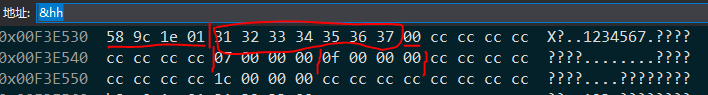 地址: &hh
0x00F3E530 58 9c 1e 01 31 32 33 34 35 36 37 00 cc cc cc cc X?..1234567.????
0x00F3E540 cc cc cc cc 07 00 00 00 0f 00 00 00 cc cc cc cc ????........????
0x00F3E550 cc cc cc cc 1c 00 00 00 cc cc cc cc cc cc cc cc ????....????????